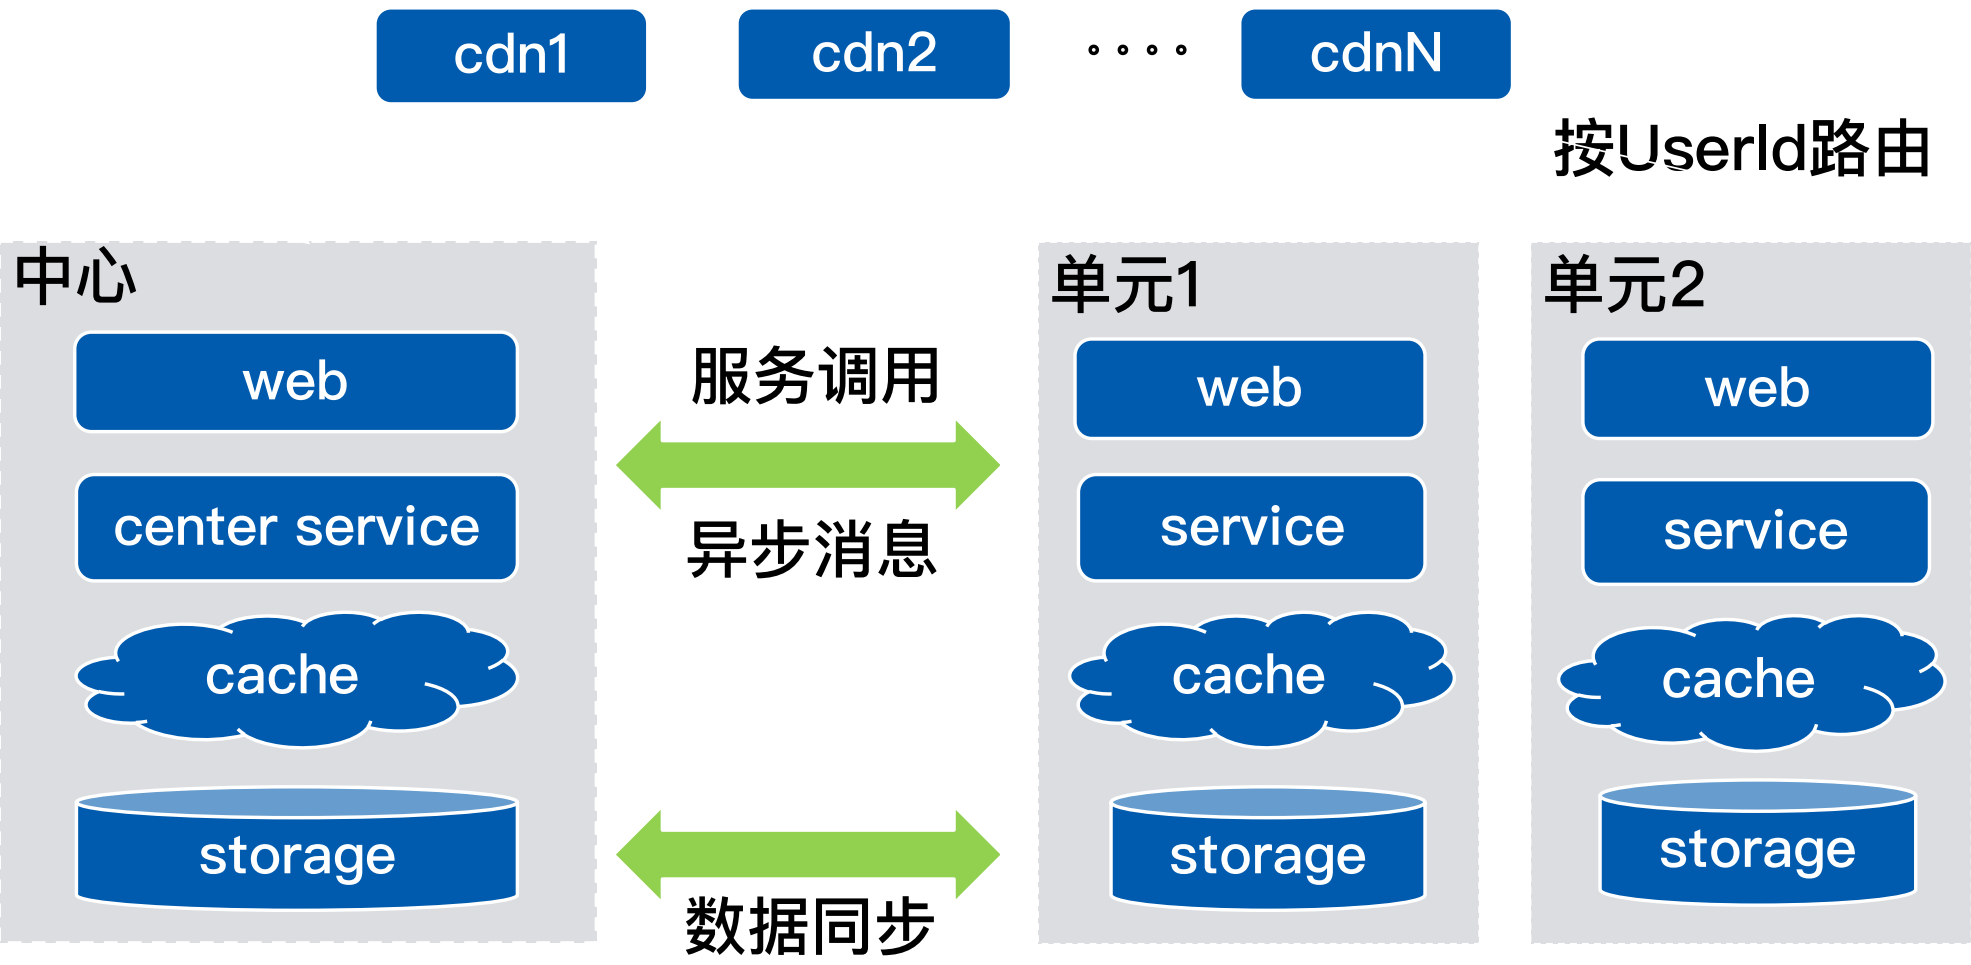 cdn1
cdn2
cdnN
按UserId路由
中心
web
center service
cache
storage
服务调用
异步消息
数据同步
单元1
web
service
cache
storage
单元2
web
service
cache
storage